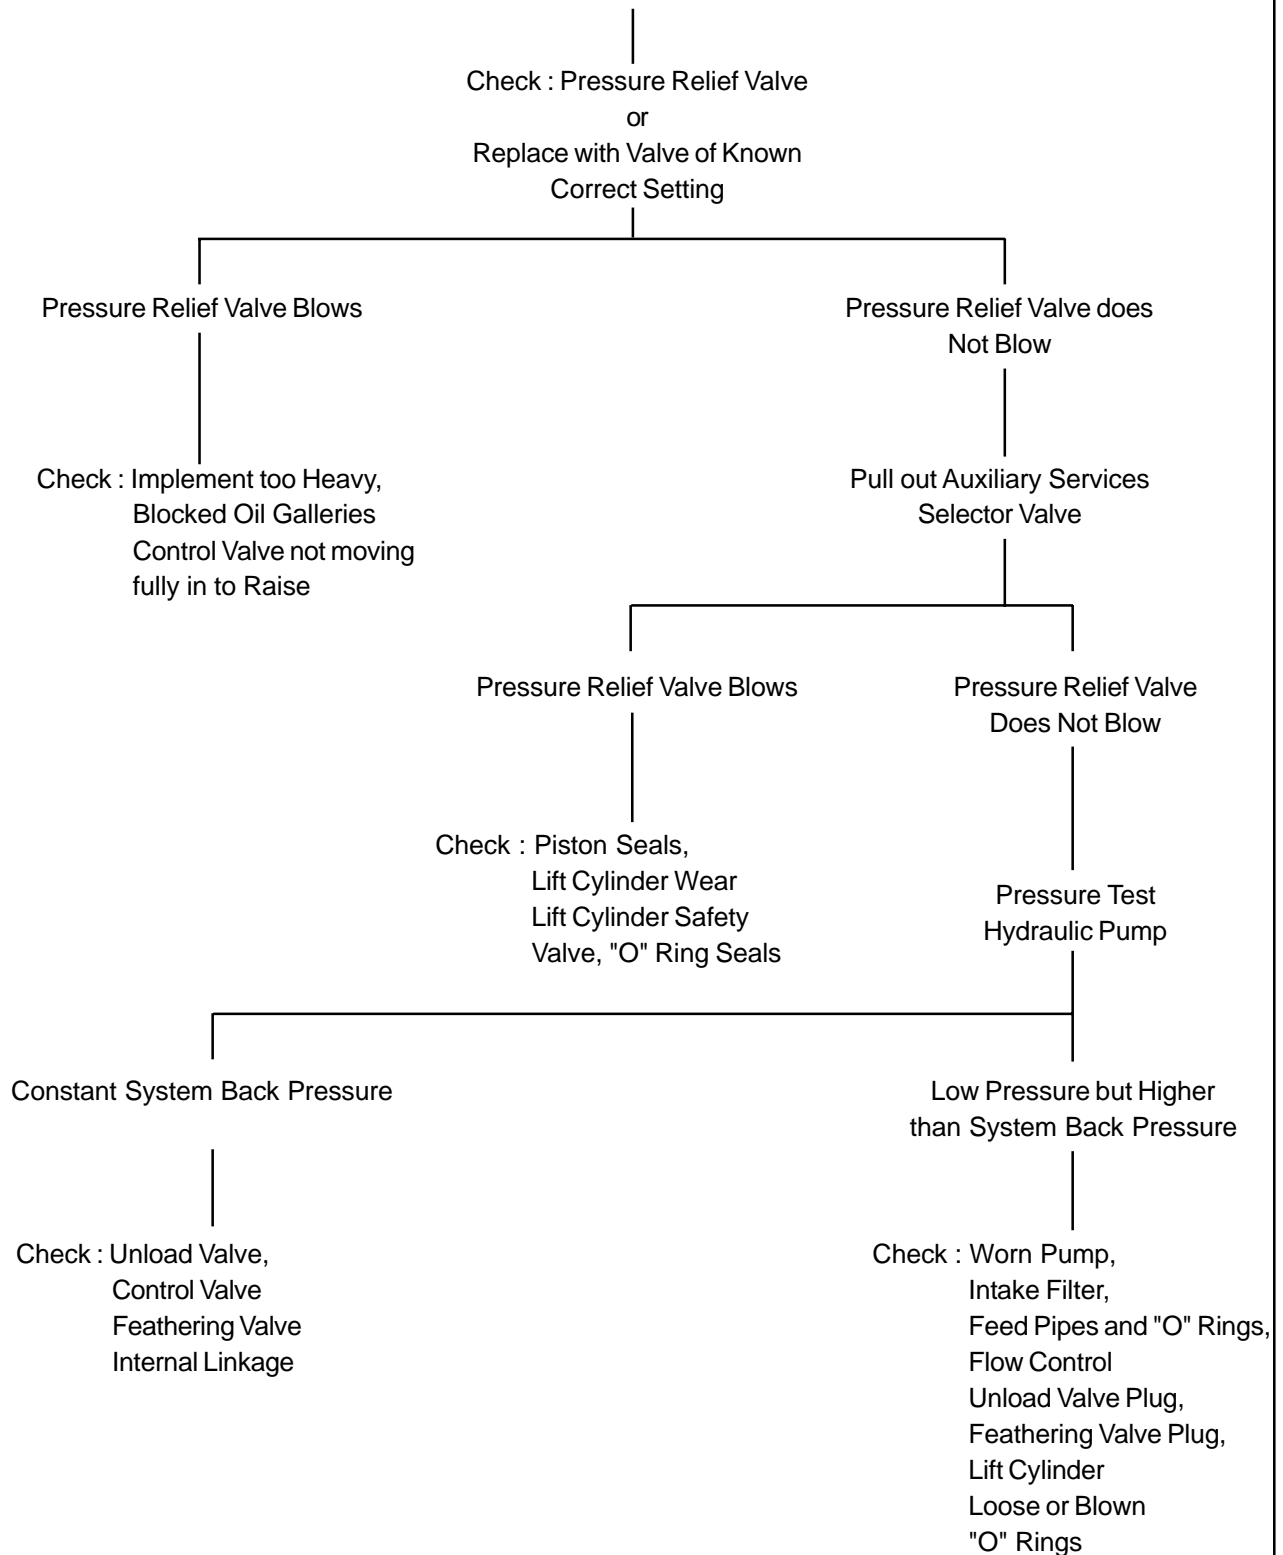 Check : Pressure Relief Valve
or
Replace with Valve of Known
Correct Setting
Pressure Relief Valve Blows
Pressure Relief Valve does
Not Blow
Check : Implement too Heavy,
Blocked Oil Galleries
Control Valve not moving
fully in to Raise
Pull out Auxiliary Services
Selector Valve
Pressure Relief Valve Blows
Pressure Relief Valve
Does Not Blow
Check : Piston Seals,
Lift Cylinder Wear
Lift Cylinder Safety
Valve, "O" Ring Seals
Pressure Test
Hydraulic Pump
Constant System Back Pressure
Low Pressure but Higher
than System Back Pressure
Check : Unload Valve,
Control Valve
Feathering Valve
Internal Linkage
Check : Worn Pump,
Intake Filter,
Feed Pipes and "O" Rings,
Flow Control
Unload Valve Plug,
Feathering Valve Plug,
Lift Cylinder
Loose or Blown
"O" Rings